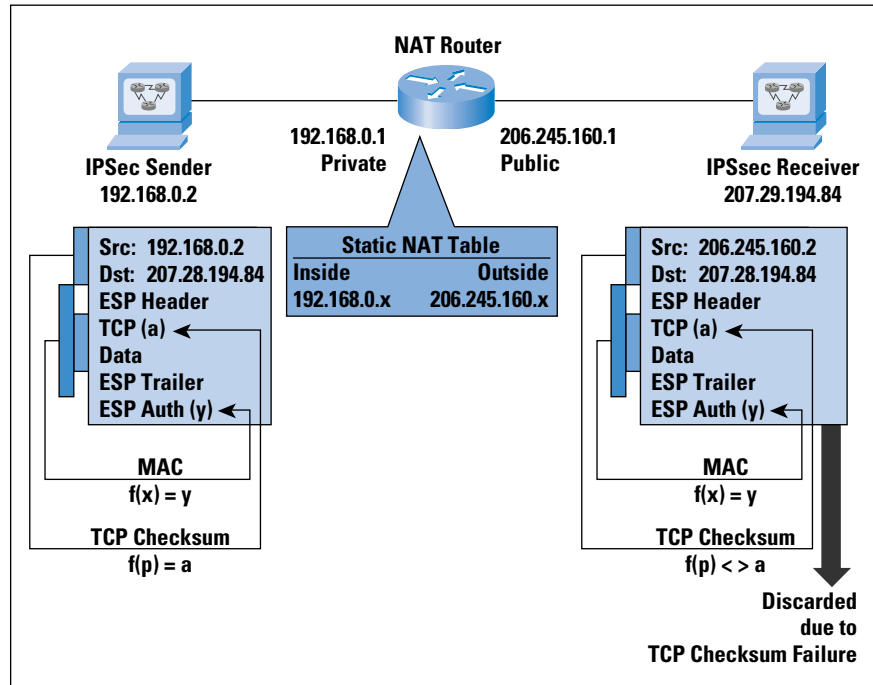 NAT Router
192.168.0.1
Private
206.245.160.1
Public
IPSec Sender
192.168.0.2
IPSsec Receiver
207.29.194.84
Static NAT Table
Inside Outside
192.168.0.x 206.245.160.x
Src: 192.168.0.2
Dst: 207.28.194.84
ESP Header
TCP (a)
Data
ESP Trailer
ESP Auth (y)
MAC
f(x) = y
TCP Checksum
f(p) = a
Src: 206.245.160.2
Dst: 207.28.194.84
ESP Header
TCP (a)
Data
ESP Trailer
ESP Auth (y)
MAC
f(x) = y
TCP Checksum
f(p) < > a
Discarded
due to
TCP Checksum Failure